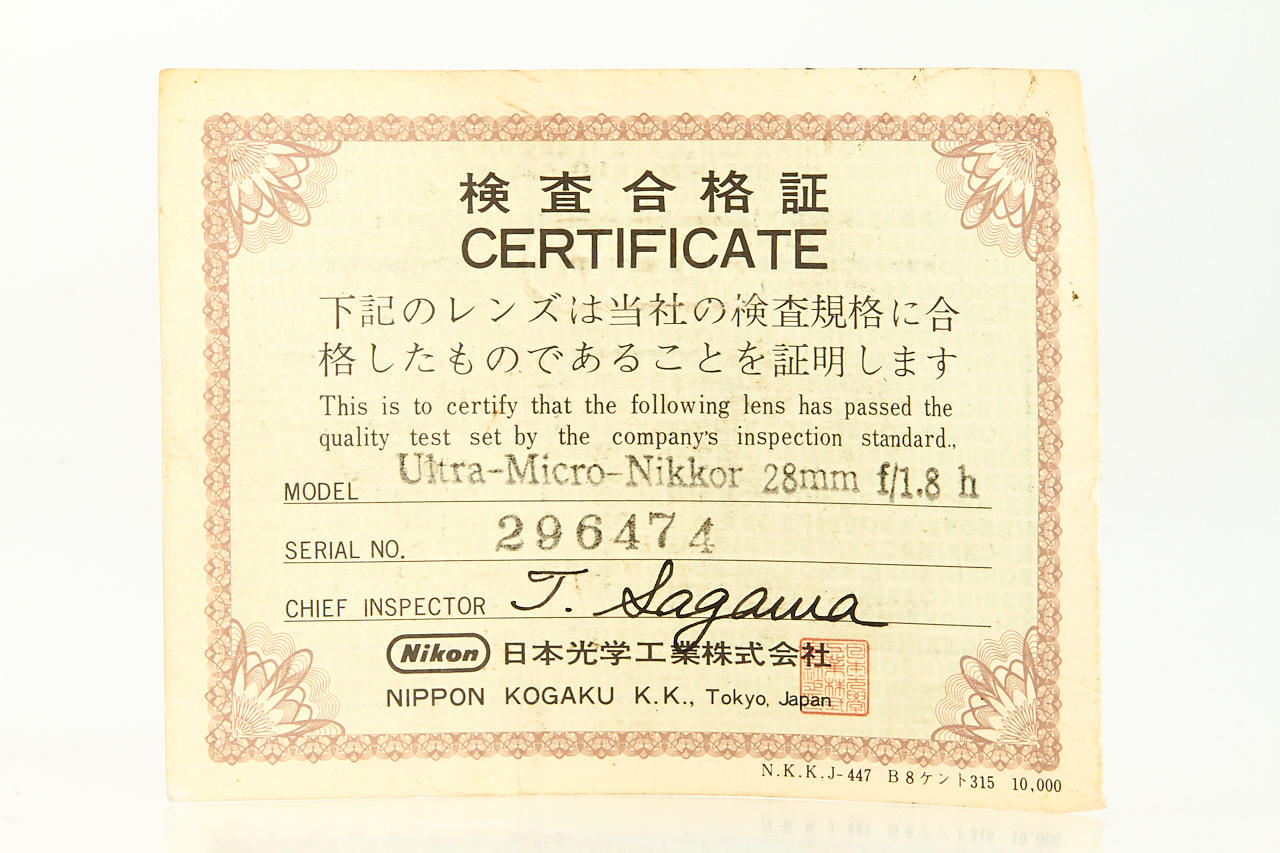 検査合格証
CERTIFICATE
下記のレンズは当社の検査規格に合
格したものであることを証明します
This is to certify that the following lens has passed the
quality test set by the company's inspection standard.,
MODEL Ultra-Micro-Nikkor 28mm f/1.8 h
SERIAL NO. 296474
CHIEF INSPECTOR T. Sagawa
Nikon 日本光学工業株式会社
NIPPON KOGAKU K.K., Tokyo, Japan
N.K.K.J-447 B8ケント315 10,000